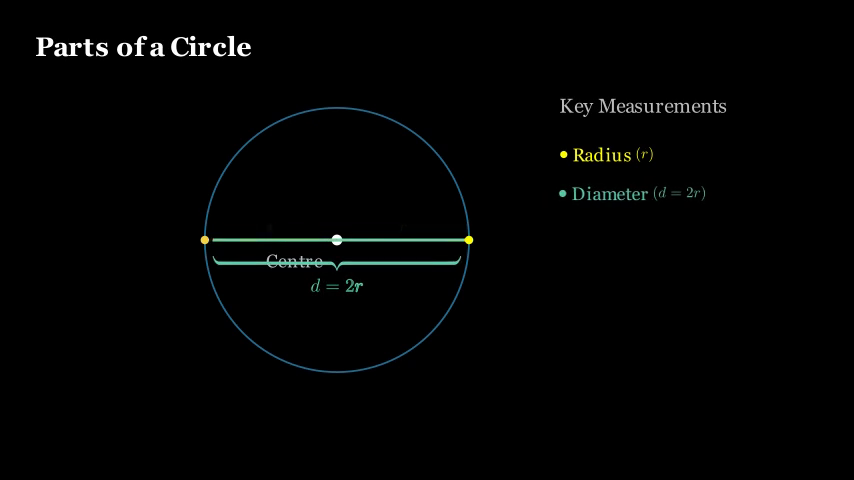 Parts of a Circle
Key Measurements
Radius (r)
Diameter (d = 2r)
Centre
d = 2r